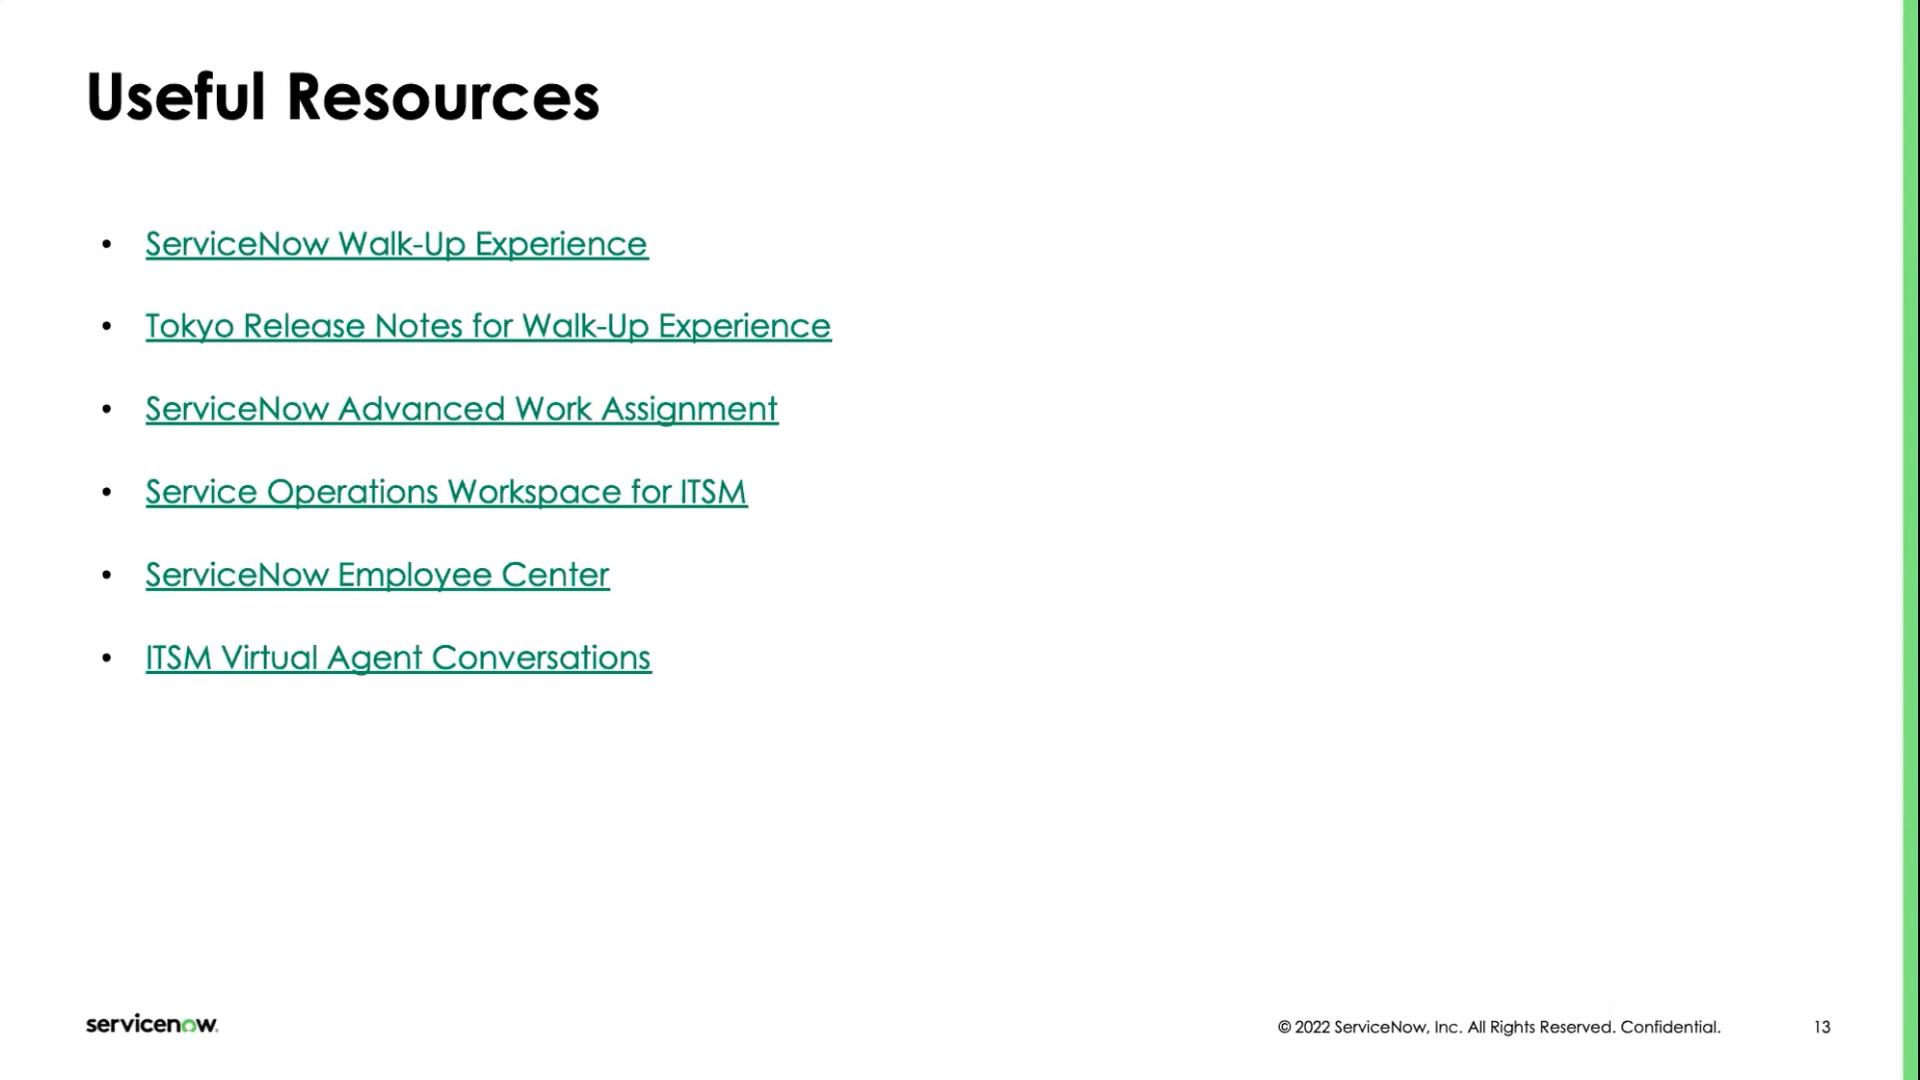 Useful Resources
• ServiceNow Walk-Up Experience
• Tokyo Release Notes for Walk-Up Experience
• ServiceNow Advanced Work Assignment
• Service Operations Workspace for ITSM
• ServiceNow Employee Center
• ITSM Virtual Agent Conversations
servicenow.
© 2022 ServiceNow, Inc. All Rights Reserved. Confidential.
13